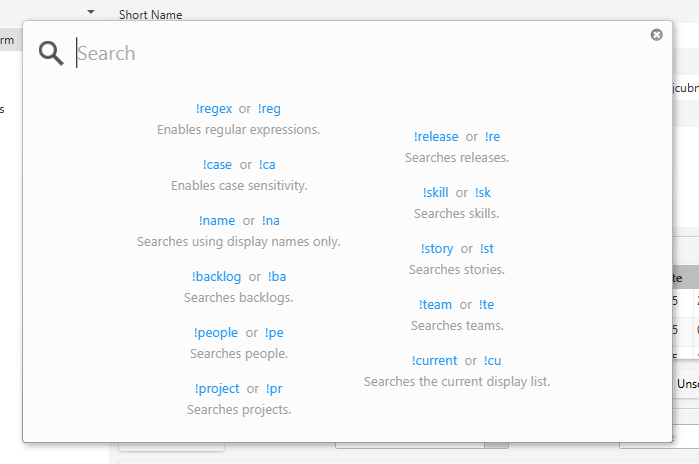 Short Name
rm
Search
s
jcubn
!regex or !reg
Enables regular expressions.
!case or !ca
Enables case sensitivity.
!name or !na
Searches using display names only.
!backlog or !ba
Searches backlogs.
!people or !pe
Searches people.
!project or !pr
Searches projects.
!release or !re
Searches releases.
!skill or !sk
Searches skills.
!story or !st
Searches stories.
!team or !te
Searches teams.
!current or !cu
Searches the current display list.
te
5
5
Unsc